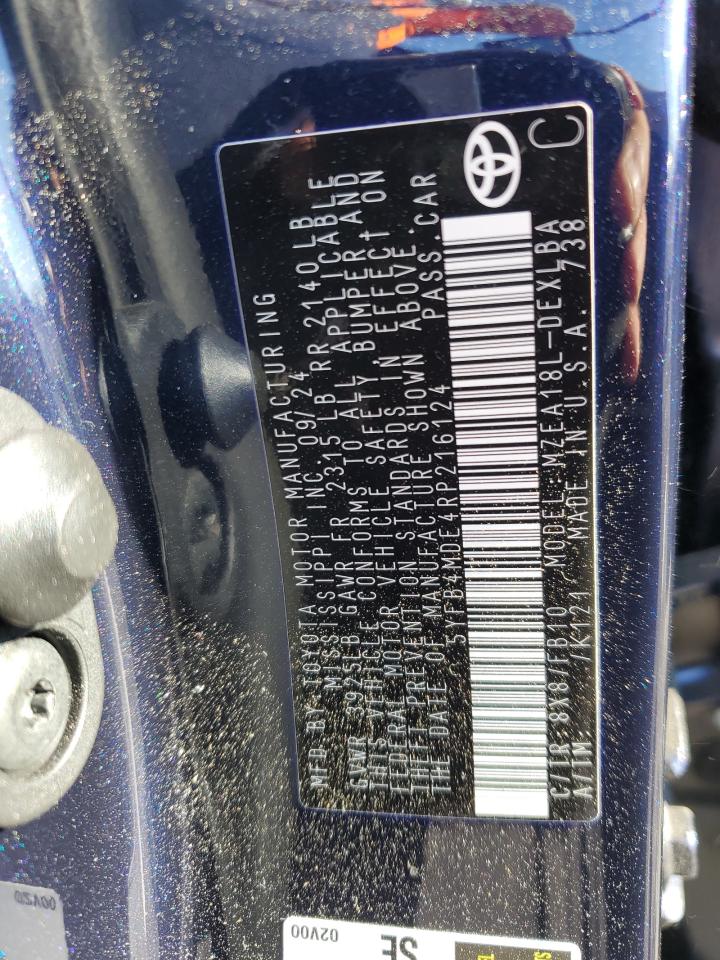 MFD. BY: TOYOTA MOTOR MANUFACTURING
MISSISSIPPI INC. 09/24
GVWR 3925LB GAWR FR 2315 LB RR 2140 LB
THIS VEHICLE CONFORMS TO ALL APPLICABLE
FEDERAL MOTOR VEHICLE SAFETY, BUMPER, AND
THEFT PREVENTION STANDARDS IN EFFECT ON
THE DATE OF MANUFACTURE SHOWN ABOVE.
5YFB4MDE4RP216124 PASS.CAR
C/TR: 8X8/FB10 MODEL: MZEA18L-DEXLBA
A/TM: /K121 MADE IN U.S.A. 738
C
00VZ0
02V00
SE